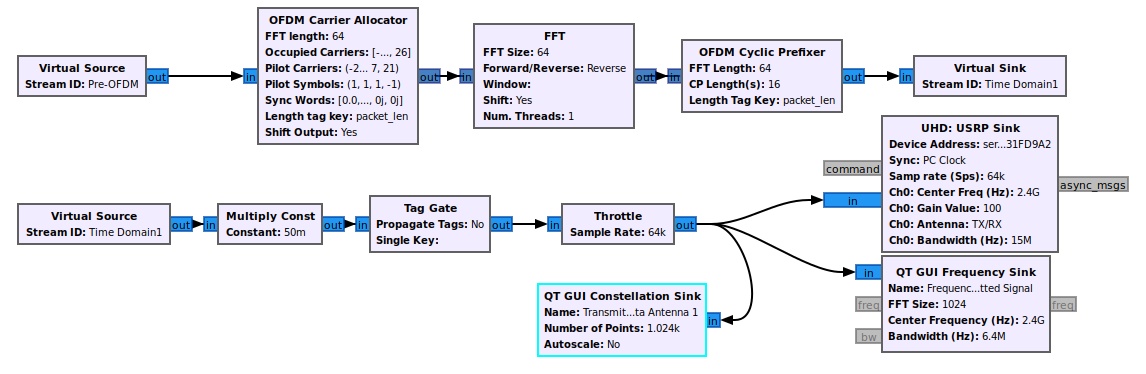 OFDM Carrier Allocator
FFT length: 64
Occupied Carriers: [-..., 26]
Pilot Carriers: (-2... 7, 21)
Pilot Symbols: (1, 1, 1, -1)
Sync Words: [0.0,..., 0j, 0j]
Length tag key: packet_len
Shift Output: Yes
in
out
FFT
FFT Size: 64
Forward/Reverse: Reverse
Window:
Shift: Yes
Num. Threads: 1
in
out
OFDM Cyclic Prefixer
FFT Length: 64
CP Length(s): 16
Length Tag Key: packet_len
in
out
Virtual Source
Stream ID: Pre-OFDM
out
Virtual Sink
Stream ID: Time Domain1
in
UHD: USRP Sink
Device Address: ser...31FD9A2
Sync: PC Clock
Samp rate (Sps): 64k
Ch0: Center Freq (Hz): 2.4G
Ch0: Gain Value: 100
Ch0: Antenna: TX/RX
Ch0: Bandwidth (Hz): 15M
command
in
async_msgs
Virtual Source
Stream ID: Time Domain1
out
Multiply Const
Constant: 50m
in
out
Tag Gate
Propagate Tags: No
Single Key:
in
out
Throttle
Sample Rate: 64k
in
out
QT GUI Constellation Sink
Name: Transmit...ta Antenna 1
Number of Points: 1.024k
Autoscale: No
in
QT GUI Frequency Sink
Name: Frequenc...tted Signal
FFT Size: 1024
Center Frequency (Hz): 2.4G
Bandwidth (Hz): 6.4M
in
freq
bw
freq